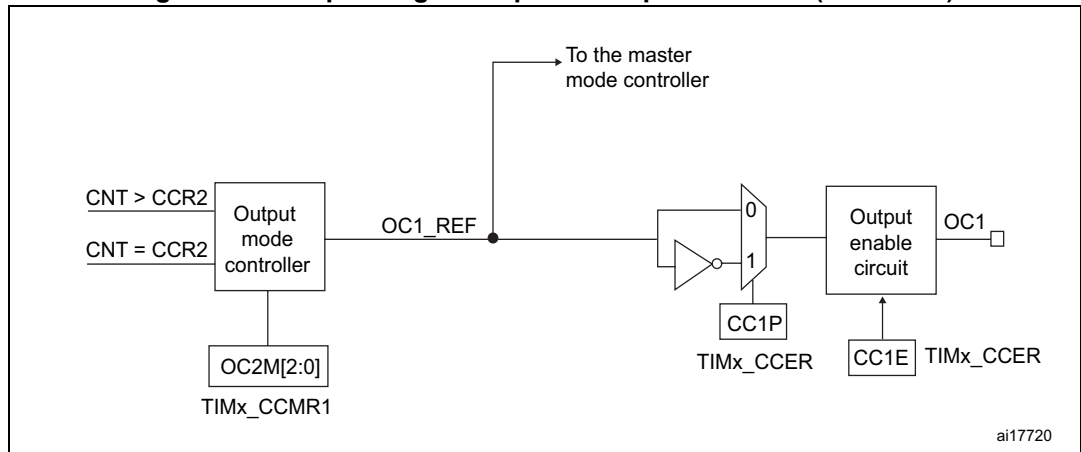 To the master
mode controller
CNT > CCR2
CNT = CCR2
Output
mode
controller
OC1_REF
0
1
Output
enable
circuit
OC1
CC1P
TIMx_CCER
CC1E
TIMx_CCER
OC2M[2:0]
TIMx_CCMR1
ai17720